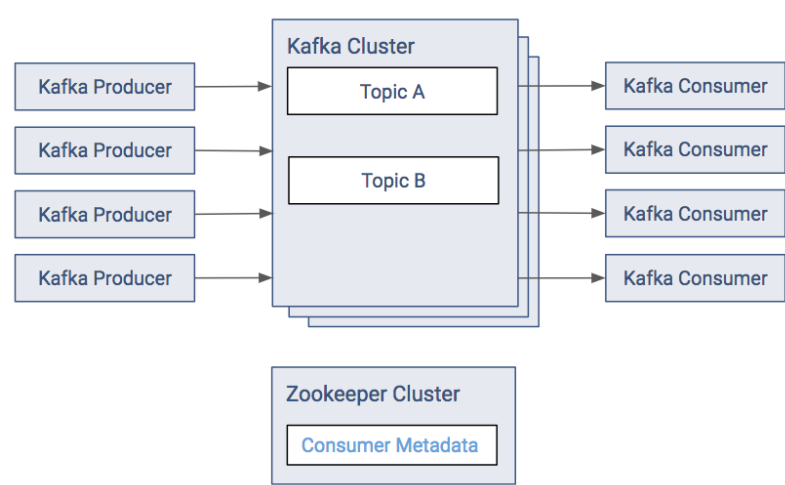 Kafka Cluster
Topic A
Topic B
Kafka Producer
Kafka Producer
Kafka Producer
Kafka Producer
Kafka Consumer
Kafka Consumer
Kafka Consumer
Kafka Consumer
Zookeeper Cluster
Consumer Metadata